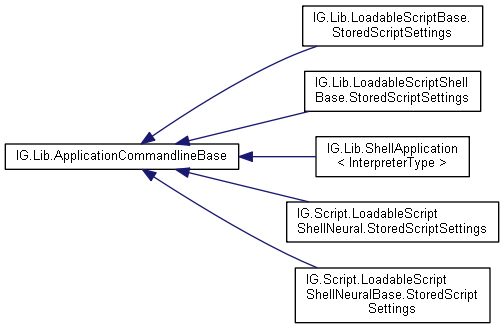 IG.Lib.LoadableScriptBase.
StoredScriptSettings
IG.Lib.LoadableScriptShell
Base.StoredScriptSettings
IG.Lib.ApplicationCommandlineBase
IG.Lib.ShellApplication
< InterpreterType >
IG.Script.LoadableScript
ShellNeural.StoredScriptSettings
IG.Script.LoadableScript
ShellNeuralBase.StoredScript
Settings